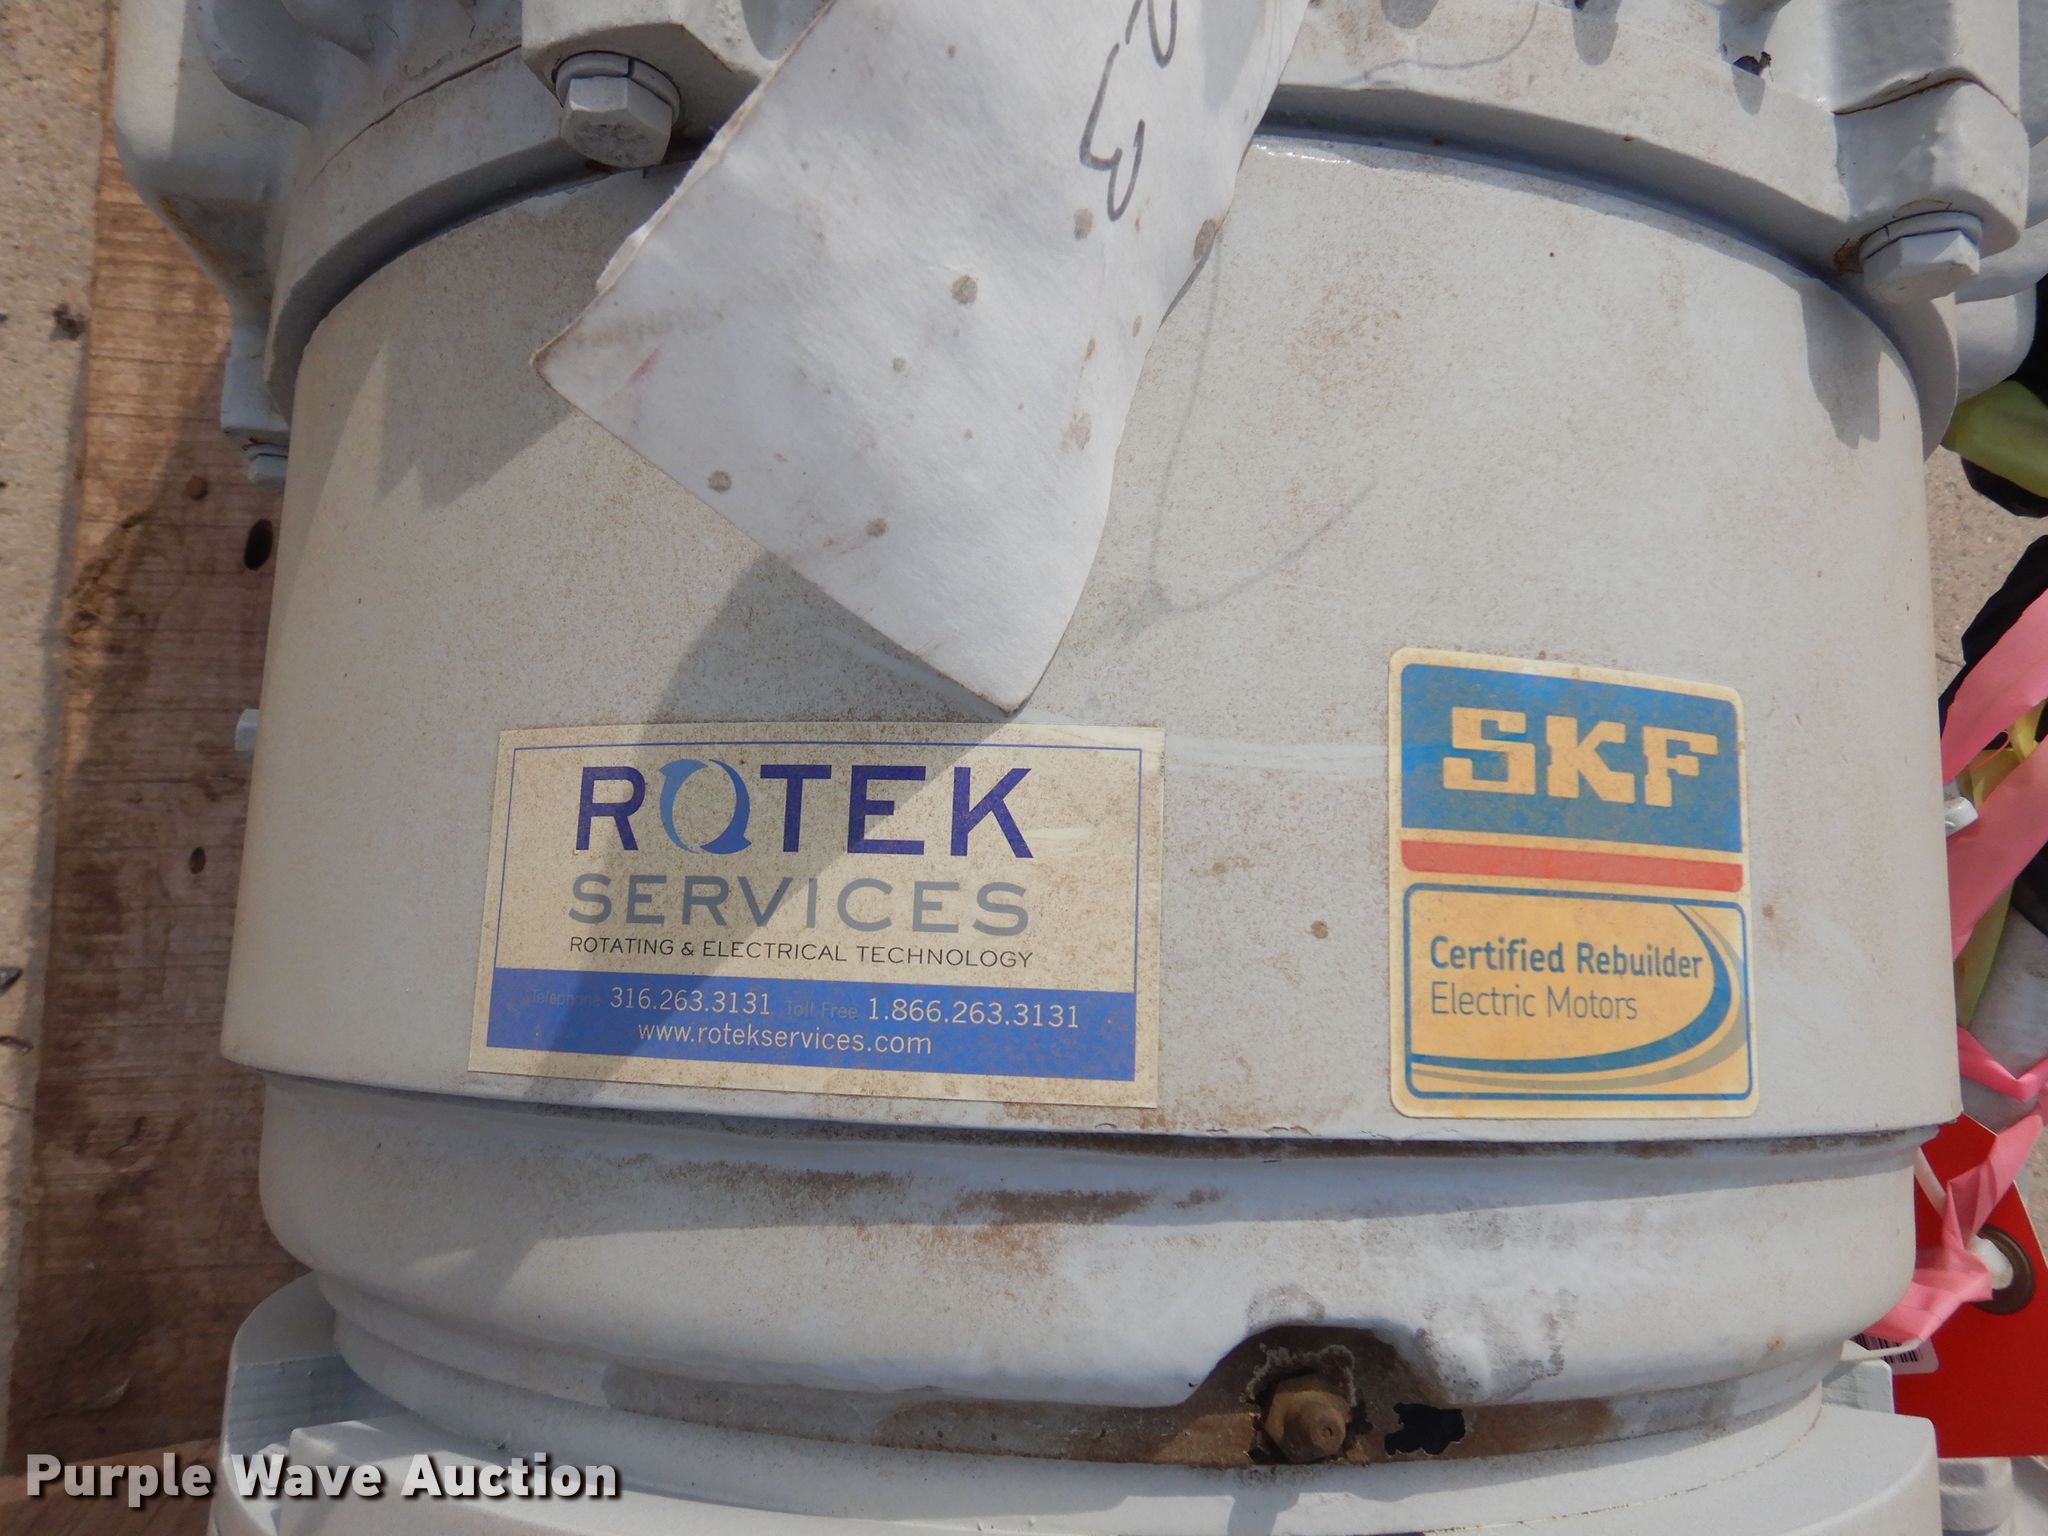 23
ROTEK
SERVICES
ROTATING & ELECTRICAL TECHNOLOGY
Telephone 316.263.3131 Toll Free 1.866.263.3131
www.rotekservices.com
SKF
Certified Rebuilder
Electric Motors
Purple Wave Auction